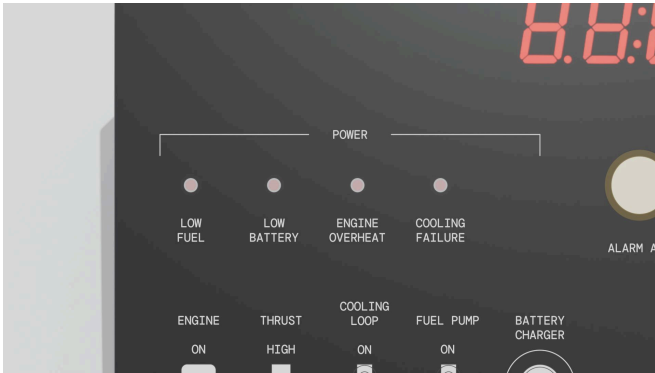 POWER
LOW FUEL
LOW BATTERY
ENGINE OVERHEAT
COOLING FAILURE
ALARM
ENGINE
THRUST
COOLING LOOP
FUEL PUMP
BATTERY CHARGER
ON
HIGH
ON
ON